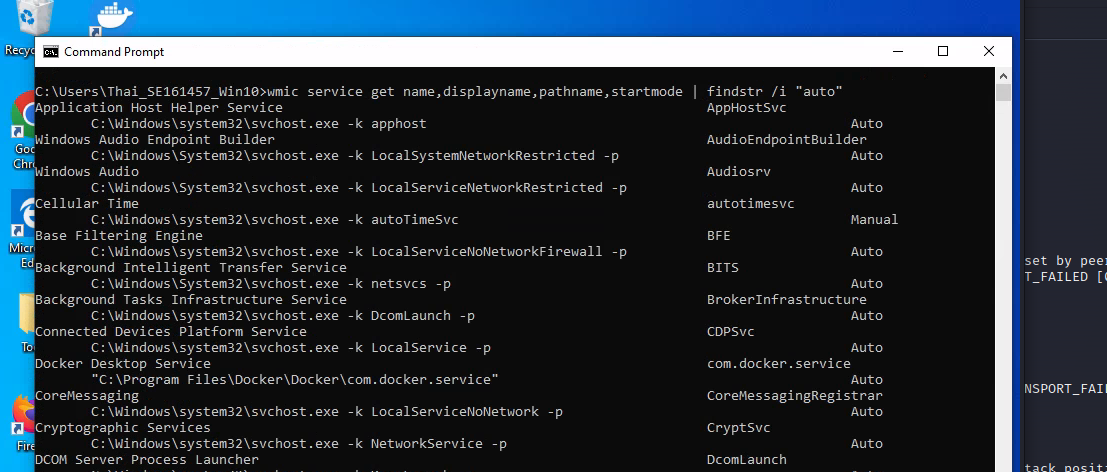 Recyc
Command Prompt
C:\Users\Thai_SE161457_Win10>wmic service get name,displayname,pathname,startmode | findstr /i "auto"
Application Host Helper Service AppHostSvc
C:\Windows\system32\svchost.exe -k apphost Auto
Windows Audio Endpoint Builder AudioEndpointBuilder
C:\Windows\System32\svchost.exe -k LocalSystemNetworkRestricted -p Auto
Windows Audio Audiosrv
C:\Windows\System32\svchost.exe -k LocalServiceNetworkRestricted -p Auto
Cellular Time autotimesvc
C:\Windows\system32\svchost.exe -k autoTimeSvc Manual
Base Filtering Engine BFE
C:\Windows\system32\svchost.exe -k LocalServiceNoNetworkFirewall -p Auto
Background Intelligent Transfer Service BITS
C:\Windows\System32\svchost.exe -k netsvcs -p Auto
Background Tasks Infrastructure Service BrokerInfrastructure
C:\Windows\system32\svchost.exe -k DcomLaunch -p Auto
Connected Devices Platform Service CDPSvc
C:\Windows\system32\svchost.exe -k LocalService -p Auto
Docker Desktop Service com.docker.service
"C:\Program Files\Docker\Docker\com.docker.service" Auto
CoreMessaging CoreMessagingRegistrar
C:\Windows\system32\svchost.exe -k LocalServiceNoNetwork -p Auto
Cryptographic Services CryptSvc
C:\Windows\system32\svchost.exe -k NetworkService -p Auto
DCOM Server Process Launcher DcomLaunch
Goo
Chr
Micr
Ed
To
Fire
set by pee
T_FAILED [
NSPORT_FAI
tack posit